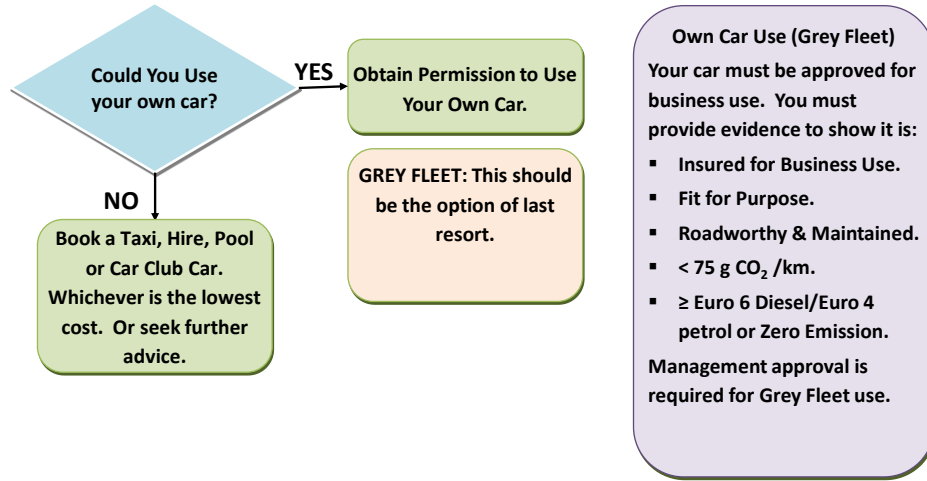 Could You Use
your own car?
YES
Obtain Permission to Use
Your Own Car.
GREY FLEET: This should
be the option of last
resort.
NO
Book a Taxi, Hire, Pool
or Car Club Car.
Whichever is the lowest
cost.  Or seek further
advice.
Own Car Use (Grey Fleet)
Your car must be approved for
business use.  You must
provide evidence to show it is:
▪ Insured for Business Use.
▪ Fit for Purpose.
▪ Roadworthy & Maintained.
▪ < 75 g CO₂ /km.
▪ ≥ Euro 6 Diesel/Euro 4
petrol or Zero Emission.
Management approval is
required for Grey Fleet use.